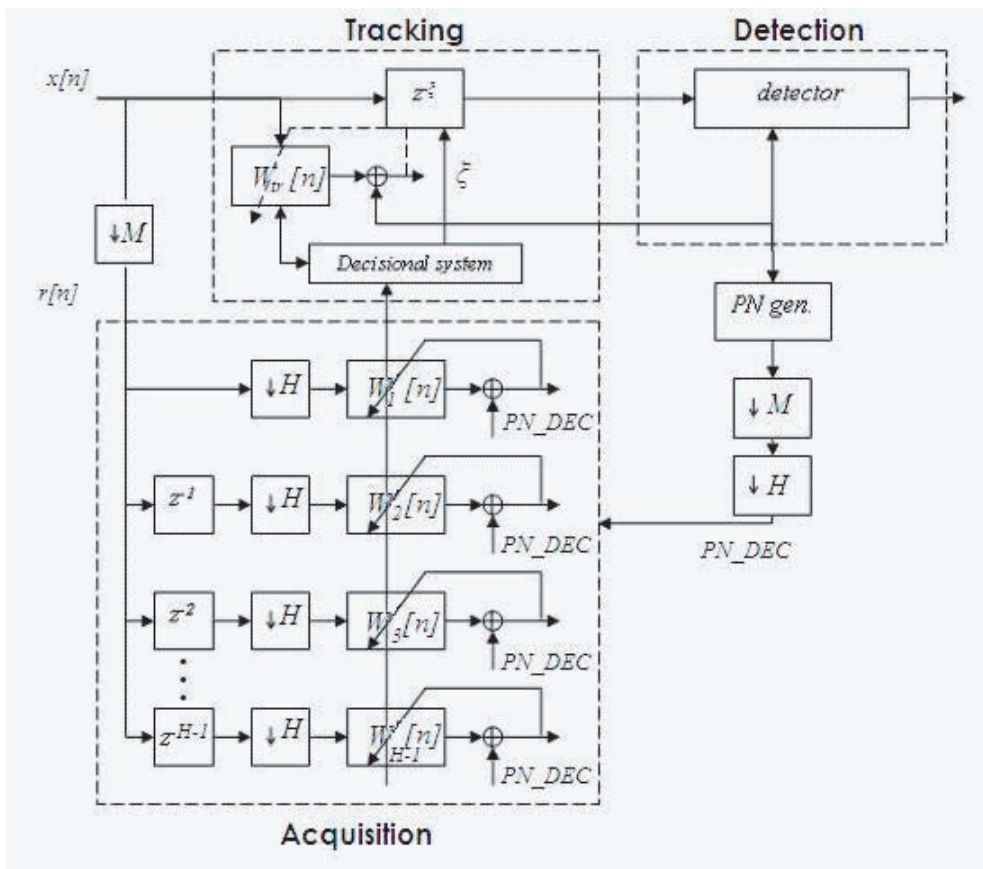 Tracking
Detection
x[n]
z^ξ
detector
W_tr[n]
ξ
↓M
Decisional system
r[n]
PN gen.
↓H
W_1[n]
PN_DEC
↓ M
z^-1
↓H
W_2[n]
PN_DEC
↓ H
PN_DEC
z^-2
↓H
W_3[n]
PN_DEC
z^-H-1
↓H
W_H-1[n]
PN_DEC
Acquisition